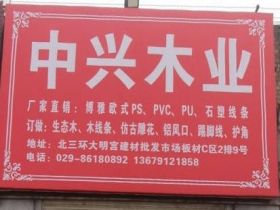 中兴木业
厂家直销：博雅欧式PS、PVC、PU、石塑线条
订做：生态木、木线条、仿古雕花、铝风口、踢脚线、护角
地址：北三环大明宫建材批发市场板材C区2排9号
电话：029-86180892 13679121858